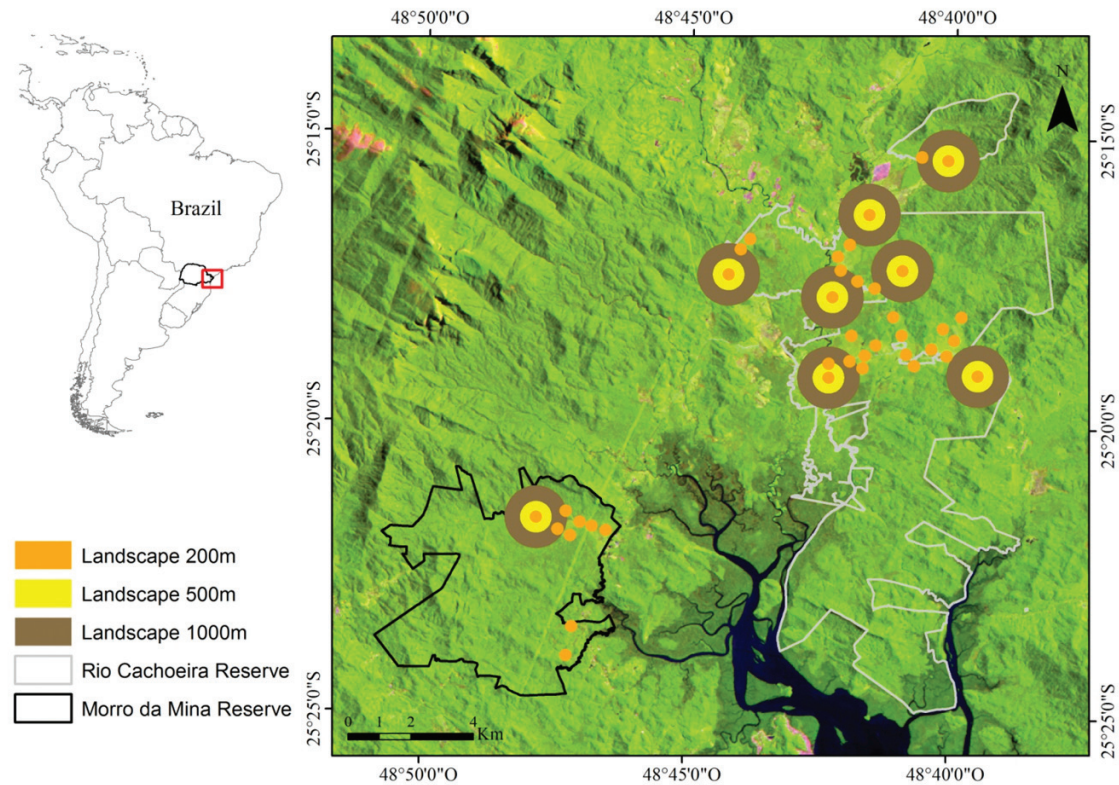 48°50'0"O 48°45'0"O 48°40'0"O
N
25°15'0"S
25°15'0"S
Brazil
25°20'0"S
25°20'0"S
Landscape 200m
Landscape 500m
Landscape 1000m
Rio Cachoeira Reserve
Morro da Mina Reserve
25°25'0"S
25°25'0"S
0 1 2 4
Km
48°50'0"O 48°45'0"O 48°40'0"O